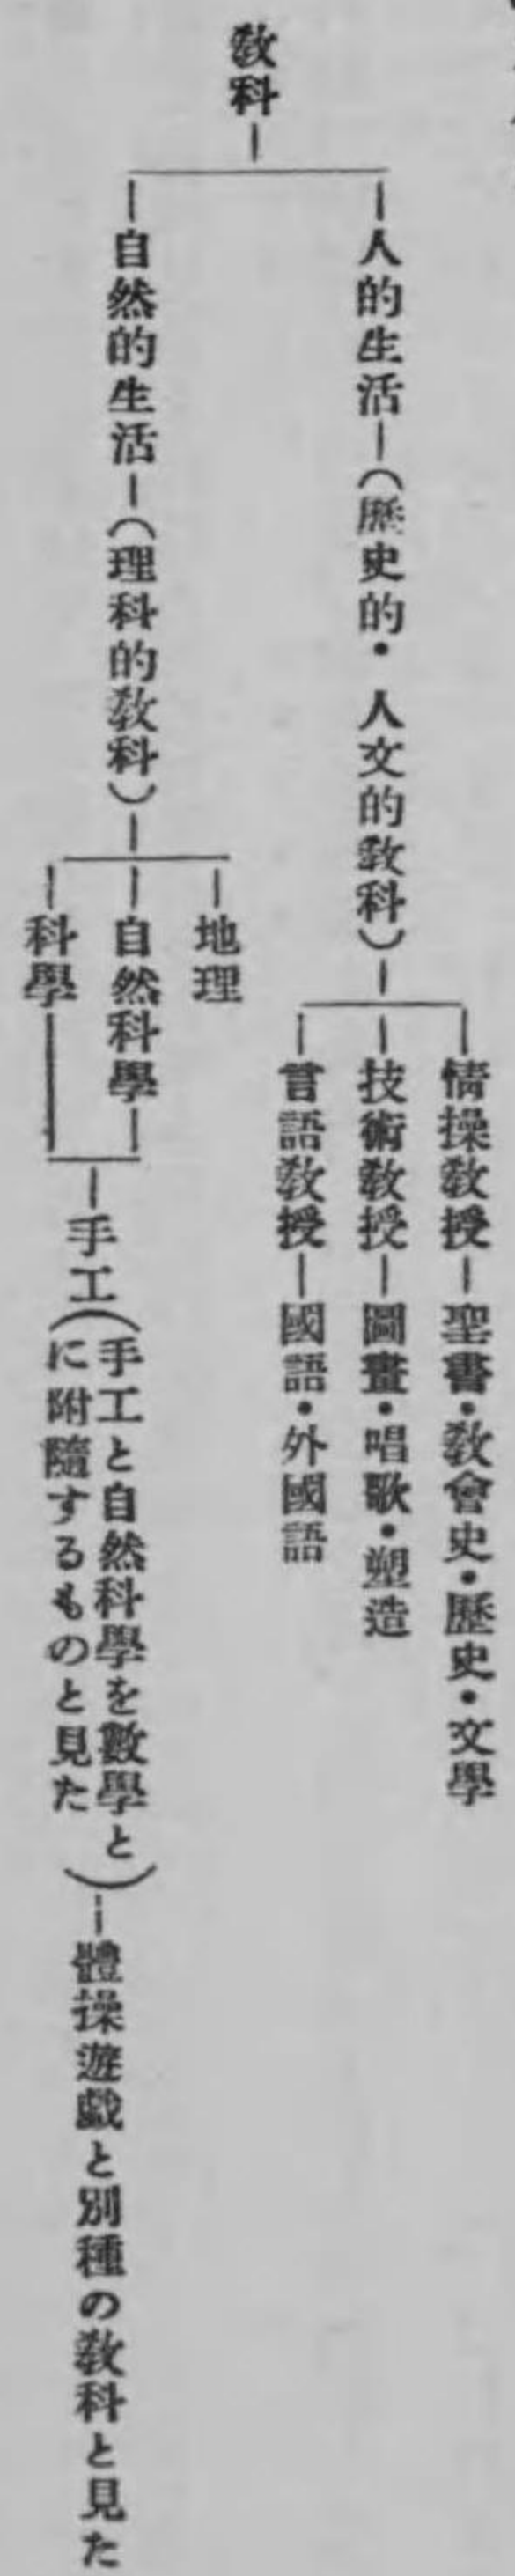 教科
人的生活―(歷史的・人文的教科)
情操教授―聖書・教會史・歷史・文學
技術教授―圖畫・唱歌・塑造
言語教授―國語・外國語
自然的生活―(理科的教科)
地理
自然科學
科學
手工(手工と自然科學を數學と
に附隨するものと見た)―體操遊戲と別種の教科と見た